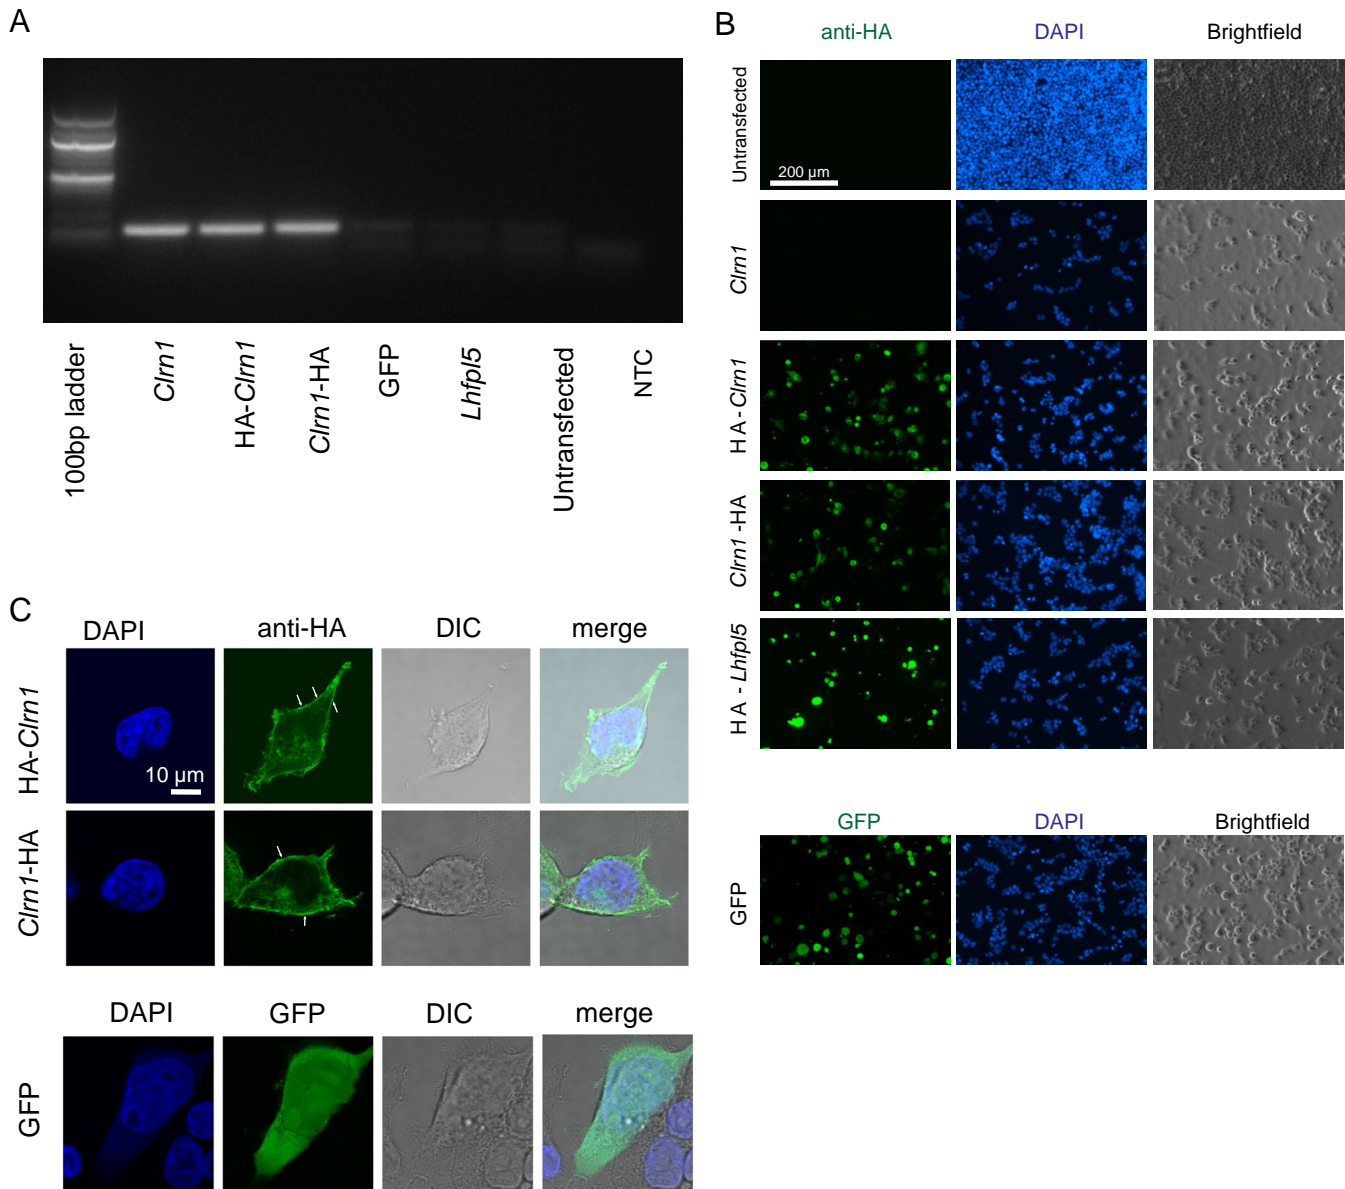 A
100bp ladder
Clrn1
HA-Clrn1
Clrn1-HA
GFP
Lhfpl5
Untransfected
NTC
B
anti-HA DAPI Brightfield
Untransfected
200 µm
Clrn1
HA-Clrn1
Clrn1-HA
HA-Lhfpl5
GFP DAPI Brightfield
GFP
C
DAPI anti-HA DIC merge
HA-Clrn1
10 µm
Clrn1-HA
DAPI GFP DIC merge
GFP